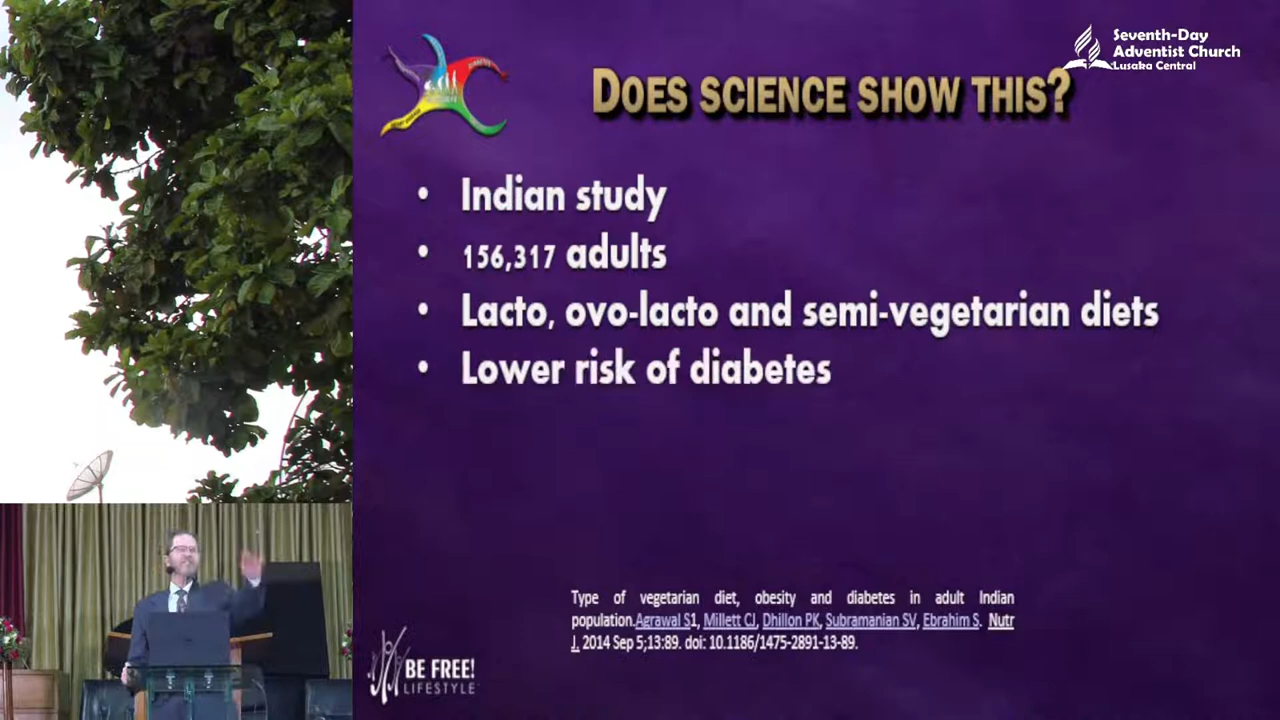 Seventh-Day
Adventist Church
Lusaka Central
DOES SCIENCE SHOW THIS?
• Indian study
• 156,317 adults
• Lacto, ovo-lacto and semi-vegetarian diets
• Lower risk of diabetes
Type of vegetarian diet, obesity and diabetes in adult Indian
population.Agrawal S1, Millett CJ, Dhillon PK, Subramanian SV, Ebrahim S. Nutr
J. 2014 Sep 5;13:89. doi: 10.1186/1475-2891-13-89.
BE FREE!
LIFESTYLE